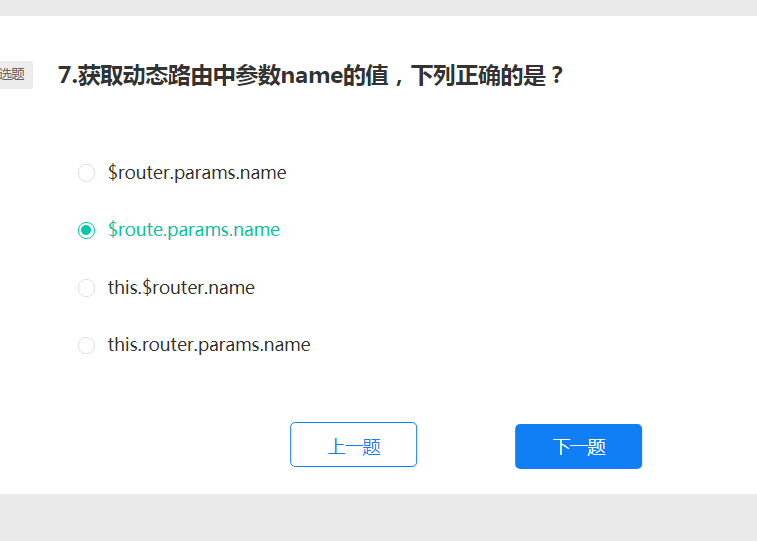 选题
7.获取动态路由中参数name的值，下列正确的是？
$router.params.name
$route.params.name
this.$router.name
this.router.params.name
上一题
下一题